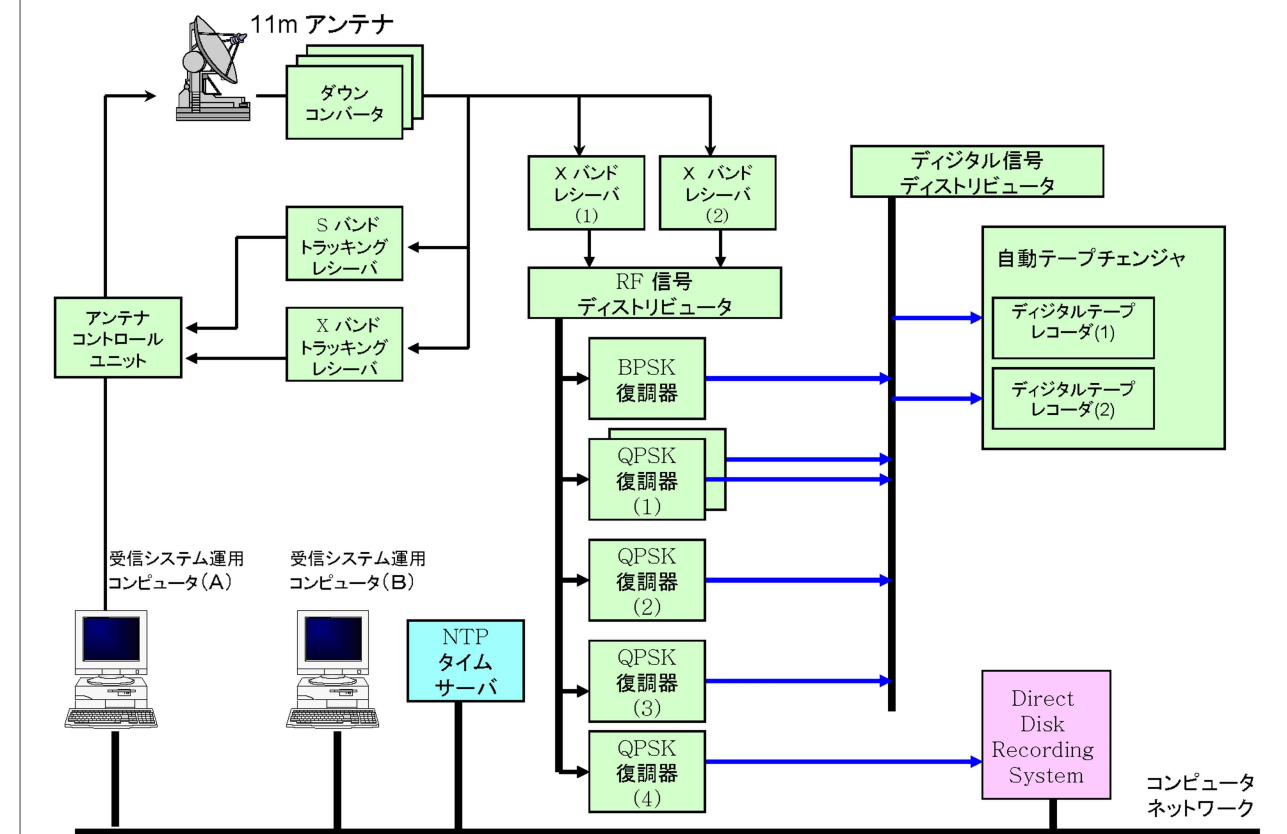 11m アンテナ
ダウン
コンバータ
X バンド
レシーバ
(1)
X バンド
レシーバ
(2)
ディジタル信号
ディストリビュータ
S バンド
トラッキング
レシーバ
RF 信号
ディストリビュータ
自動テープチェンジャ
ディジタルテープ
レコーダ(1)
ディジタルテープ
レコーダ(2)
アンテナ
コントロール
ユニット
X バンド
トラッキング
レシーバ
BPSK
復調器
QPSK
復調器
(1)
QPSK
復調器
(2)
QPSK
復調器
(3)
QPSK
復調器
(4)
受信システム運用
コンピュータ(A)
受信システム運用
コンピュータ(B)
NTP
タイム
サーバ
Direct
Disk
Recording
System
コンピュータ
ネットワーク